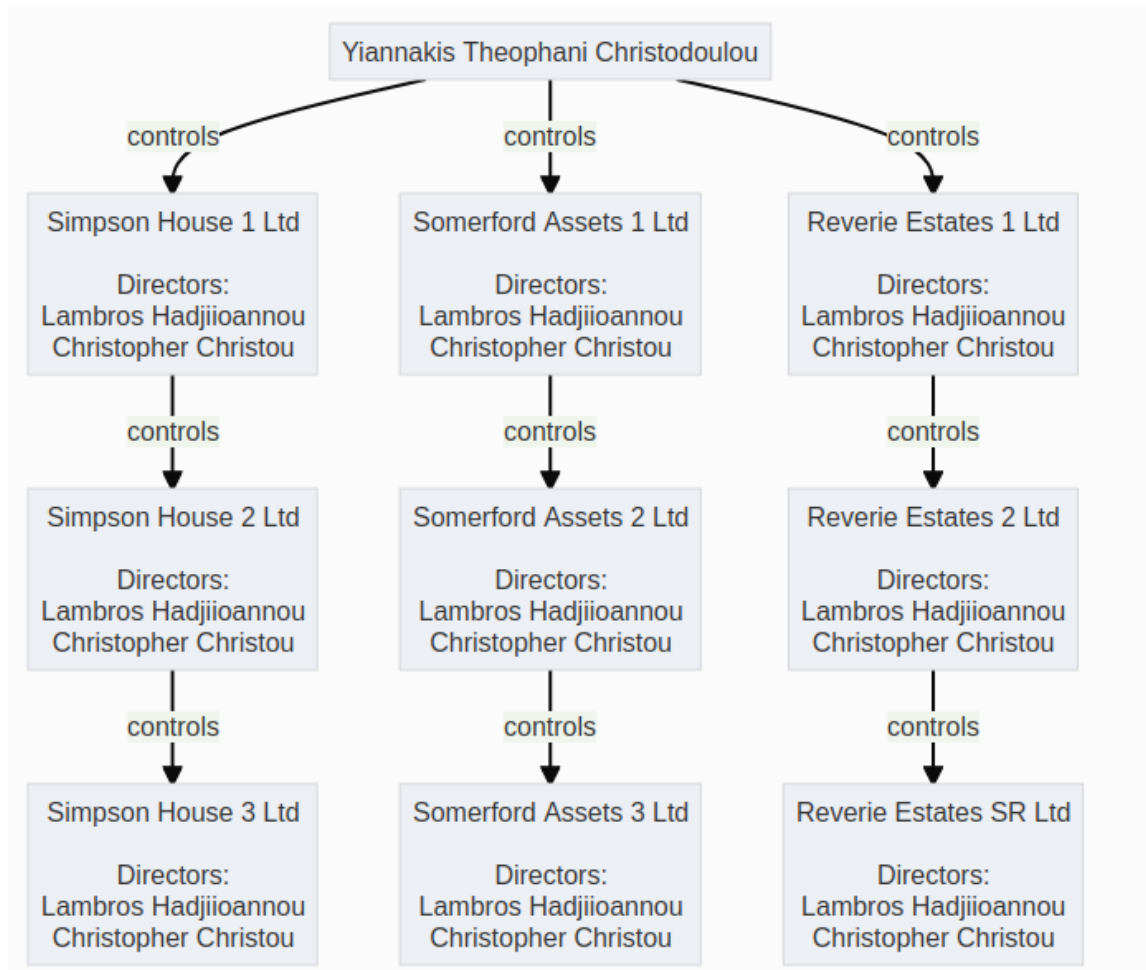 Yiannakis Theophani Christodoulou
controls
controls
controls
Simpson House 1 Ltd
Directors:
Lambros Hadjiioannou
Christopher Christou
Somerford Assets 1 Ltd
Directors:
Lambros Hadjiioannou
Christopher Christou
Reverie Estates 1 Ltd
Directors:
Lambros Hadjiioannou
Christopher Christou
controls
controls
controls
Simpson House 2 Ltd
Directors:
Lambros Hadjiioannou
Christopher Christou
Somerford Assets 2 Ltd
Directors:
Lambros Hadjiioannou
Christopher Christou
Reverie Estates 2 Ltd
Directors:
Lambros Hadjiioannou
Christopher Christou
controls
controls
controls
Simpson House 3 Ltd
Directors:
Lambros Hadjiioannou
Christopher Christou
Somerford Assets 3 Ltd
Directors:
Lambros Hadjiioannou
Christopher Christou
Reverie Estates SR Ltd
Directors:
Lambros Hadjiioannou
Christopher Christou